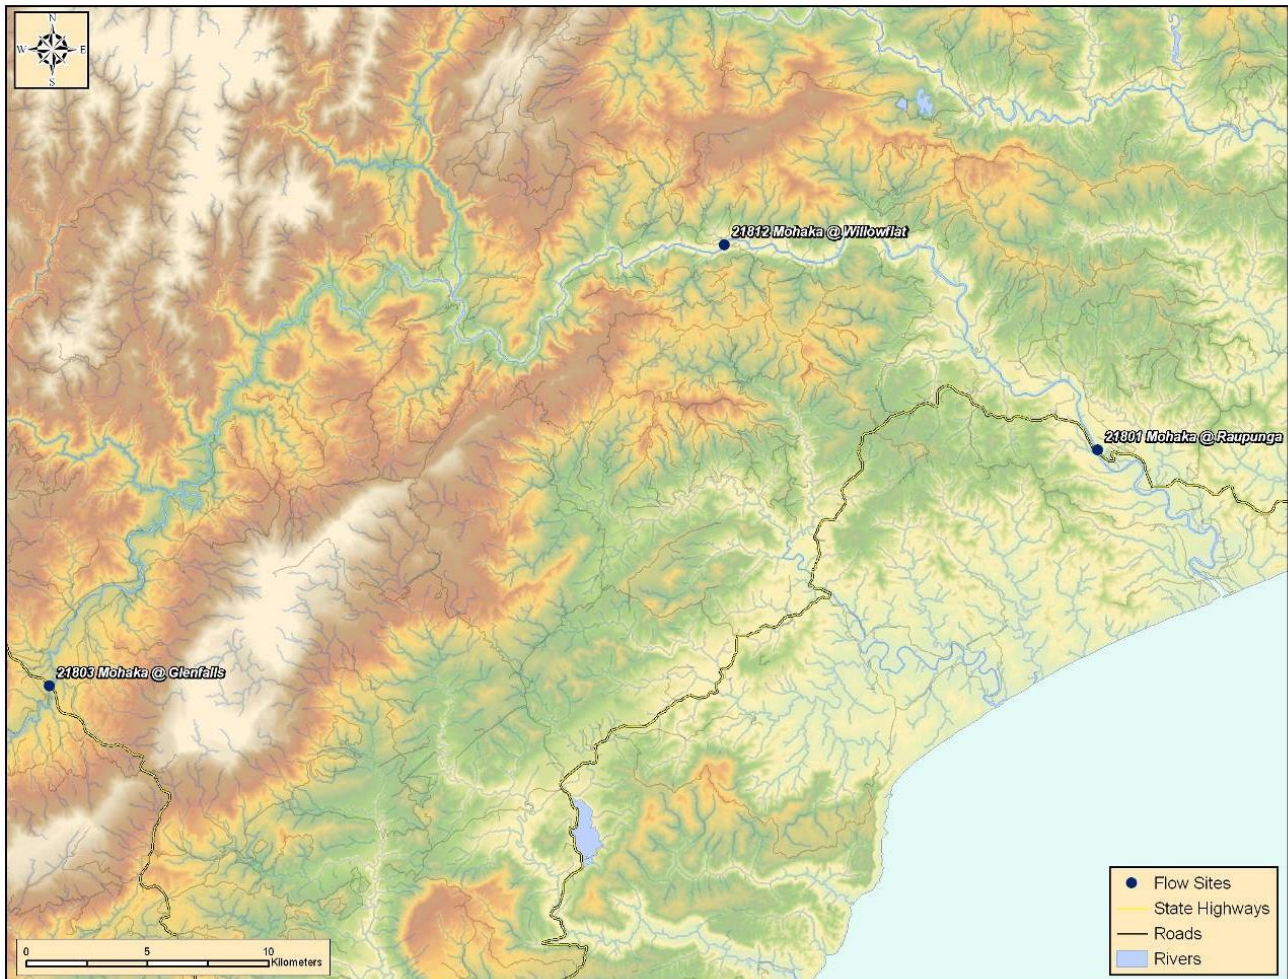 N
W E
S
21812 Mohaka @ Willowflat
21801 Mohaka @ Raupunga
21803 Mohaka @ Glenfalls
Flow Sites
State Highways
Roads
Rivers
0 5 10
Kilometers